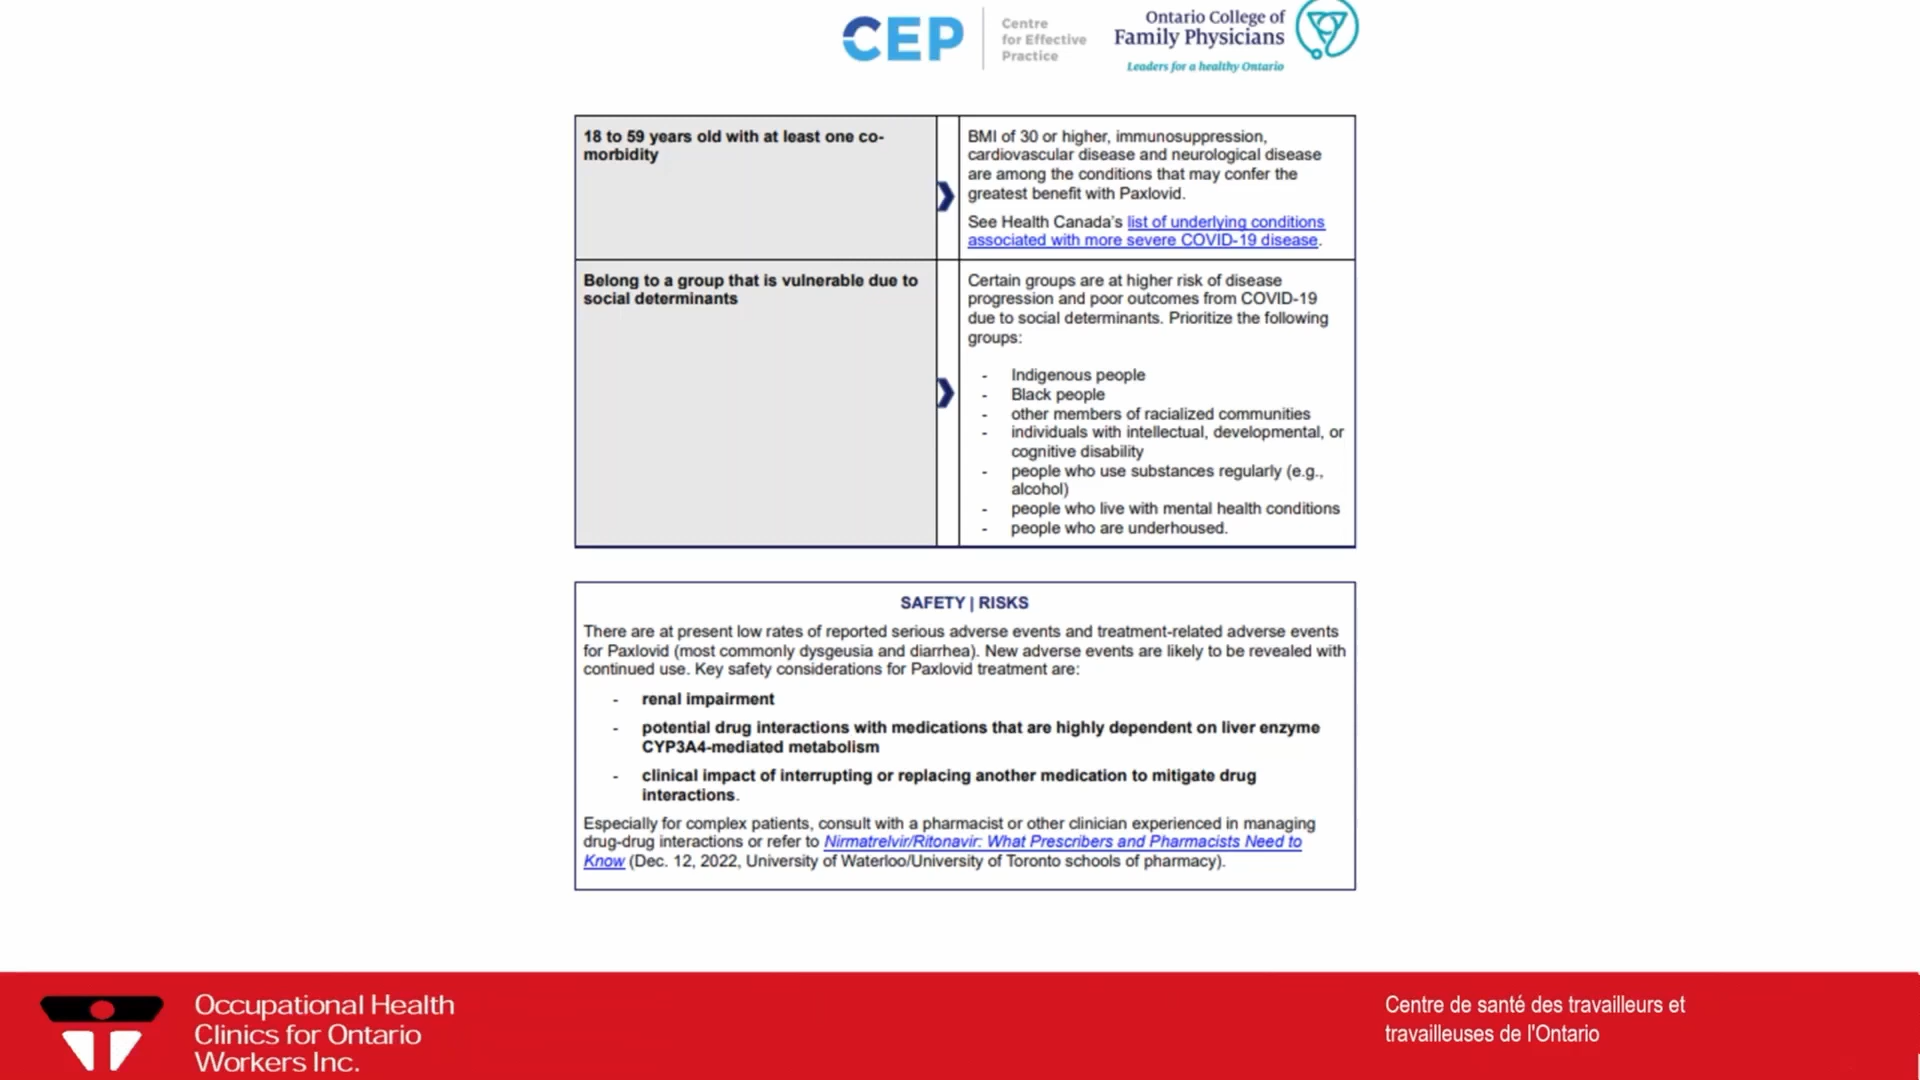 CEP
Centre
for Effective
Practice
Ontario College of
Family Physicians
Leaders for a healthy Ontario
18 to 59 years old with at least one co-
morbidity
BMI of 30 or higher, immunosuppression,
cardiovascular disease and neurological disease
are among the conditions that may confer the
greatest benefit with Paxlovid.
See Health Canada's list of underlying conditions
associated with more severe COVID-19 disease.
Belong to a group that is vulnerable due to
social determinants
Certain groups are at higher risk of disease
progression and poor outcomes from COVID-19
due to social determinants. Prioritize the following
groups:
- Indigenous people
- Black people
- other members of racialized communities
- individuals with intellectual, developmental, or
cognitive disability
- people who use substances regularly (e.g.,
alcohol)
- people who live with mental health conditions
- people who are underhoused.
SAFETY | RISKS
There are at present low rates of reported serious adverse events and treatment-related adverse events
for Paxlovid (most commonly dysgeusia and diarrhea). New adverse events are likely to be revealed with
continued use. Key safety considerations for Paxlovid treatment are:
- renal impairment
- potential drug interactions with medications that are highly dependent on liver enzyme
CYP3A4-mediated metabolism
- clinical impact of interrupting or replacing another medication to mitigate drug
interactions.
Especially for complex patients, consult with a pharmacist or other clinician experienced in managing
drug-drug interactions or refer to Nirmatrelvir/Ritonavir: What Prescribers and Pharmacists Need to
Know (Dec. 12, 2022, University of Waterloo/University of Toronto schools of pharmacy).
Occupational Health
Clinics for Ontario
Workers Inc.
Centre de santé des travailleurs et
travailleuses de l'Ontario